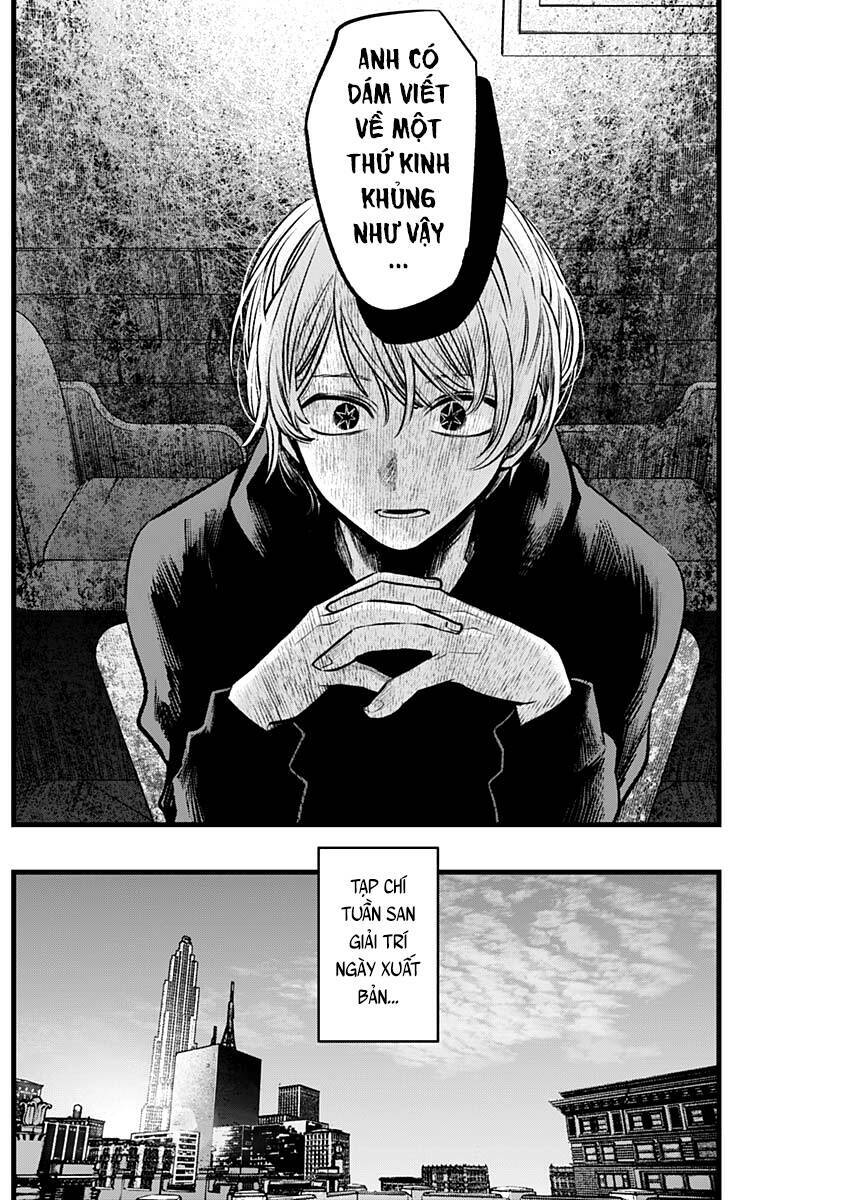 ANH CÓ
DÁM VIẾT
VỀ MỘT
THỨ KINH
KHỦNG
NHƯ VẬY
...
TẠP CHÍ
TUẦN SAN
GIẢI TRÍ
NGÀY XUẤT
BẢN...